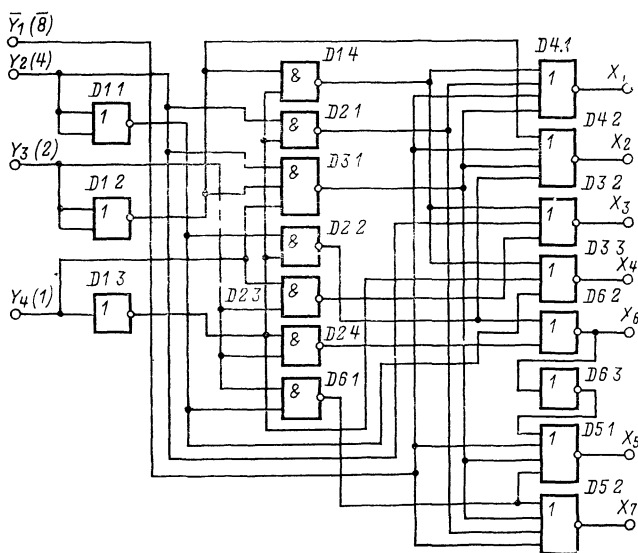 Ȳ₁(8̄)
Y₂(4)
D1 1
Y₃(2)
D1 2
Y₄(1)
D1 3
1
1
1
D1 4
&
D2 1
&
D3 1
&
D2 2
&
D2 3
&
D2 4
&
D6 1
&
D4.1
1
X₁
D4 2
1
X₂
D3 2
1
X₃
D3 3
1
X₄
D6 2
1
X₆
D6 3
1
D5 1
1
X₅
D5 2
1
X₇